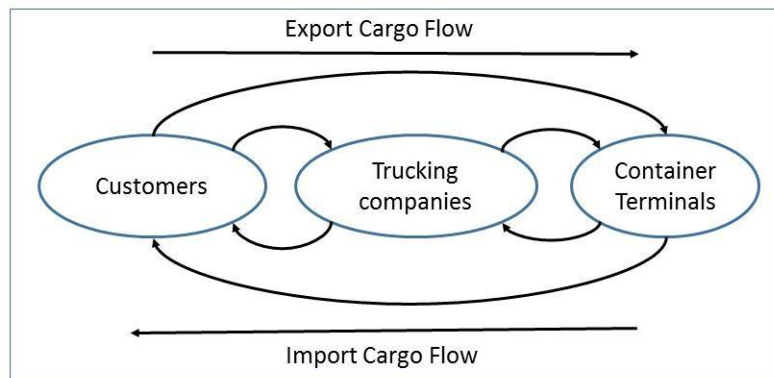 Export Cargo Flow
Customers
Trucking
companies
Container
Terminals
Import Cargo Flow